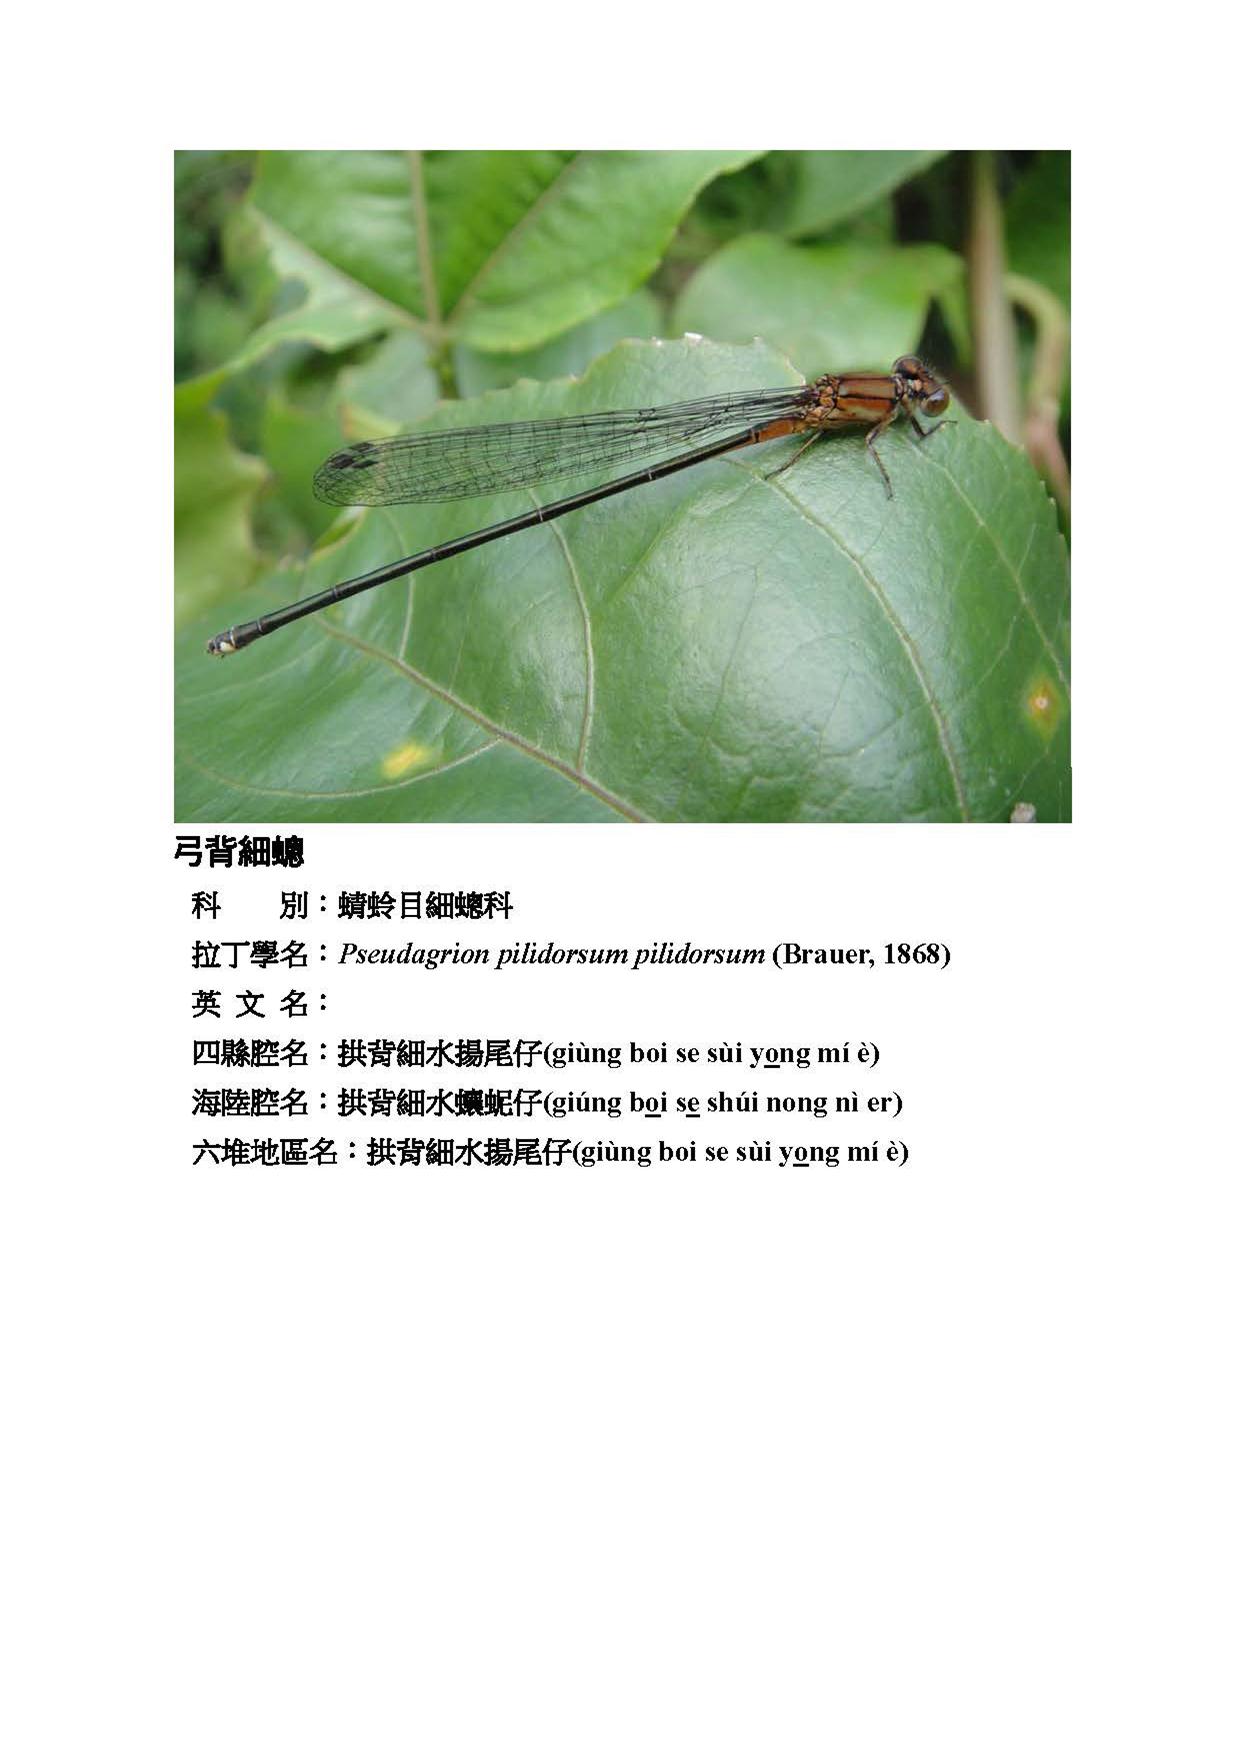 弓背細蟌
科　　別：蜻蛉目細蟌科
拉丁學名：Pseudagrion pilidorsum pilidorsum (Brauer, 1868)
英 文 名：
四縣腔名：拱背細水揚尾仔(giùng boi se sùi yong mí è)
海陸腔名：拱背細水蠰蚭仔(giúng boi se shúi nong nì er)
六堆地區名：拱背細水揚尾仔(giùng boi se sùi yong mí è)